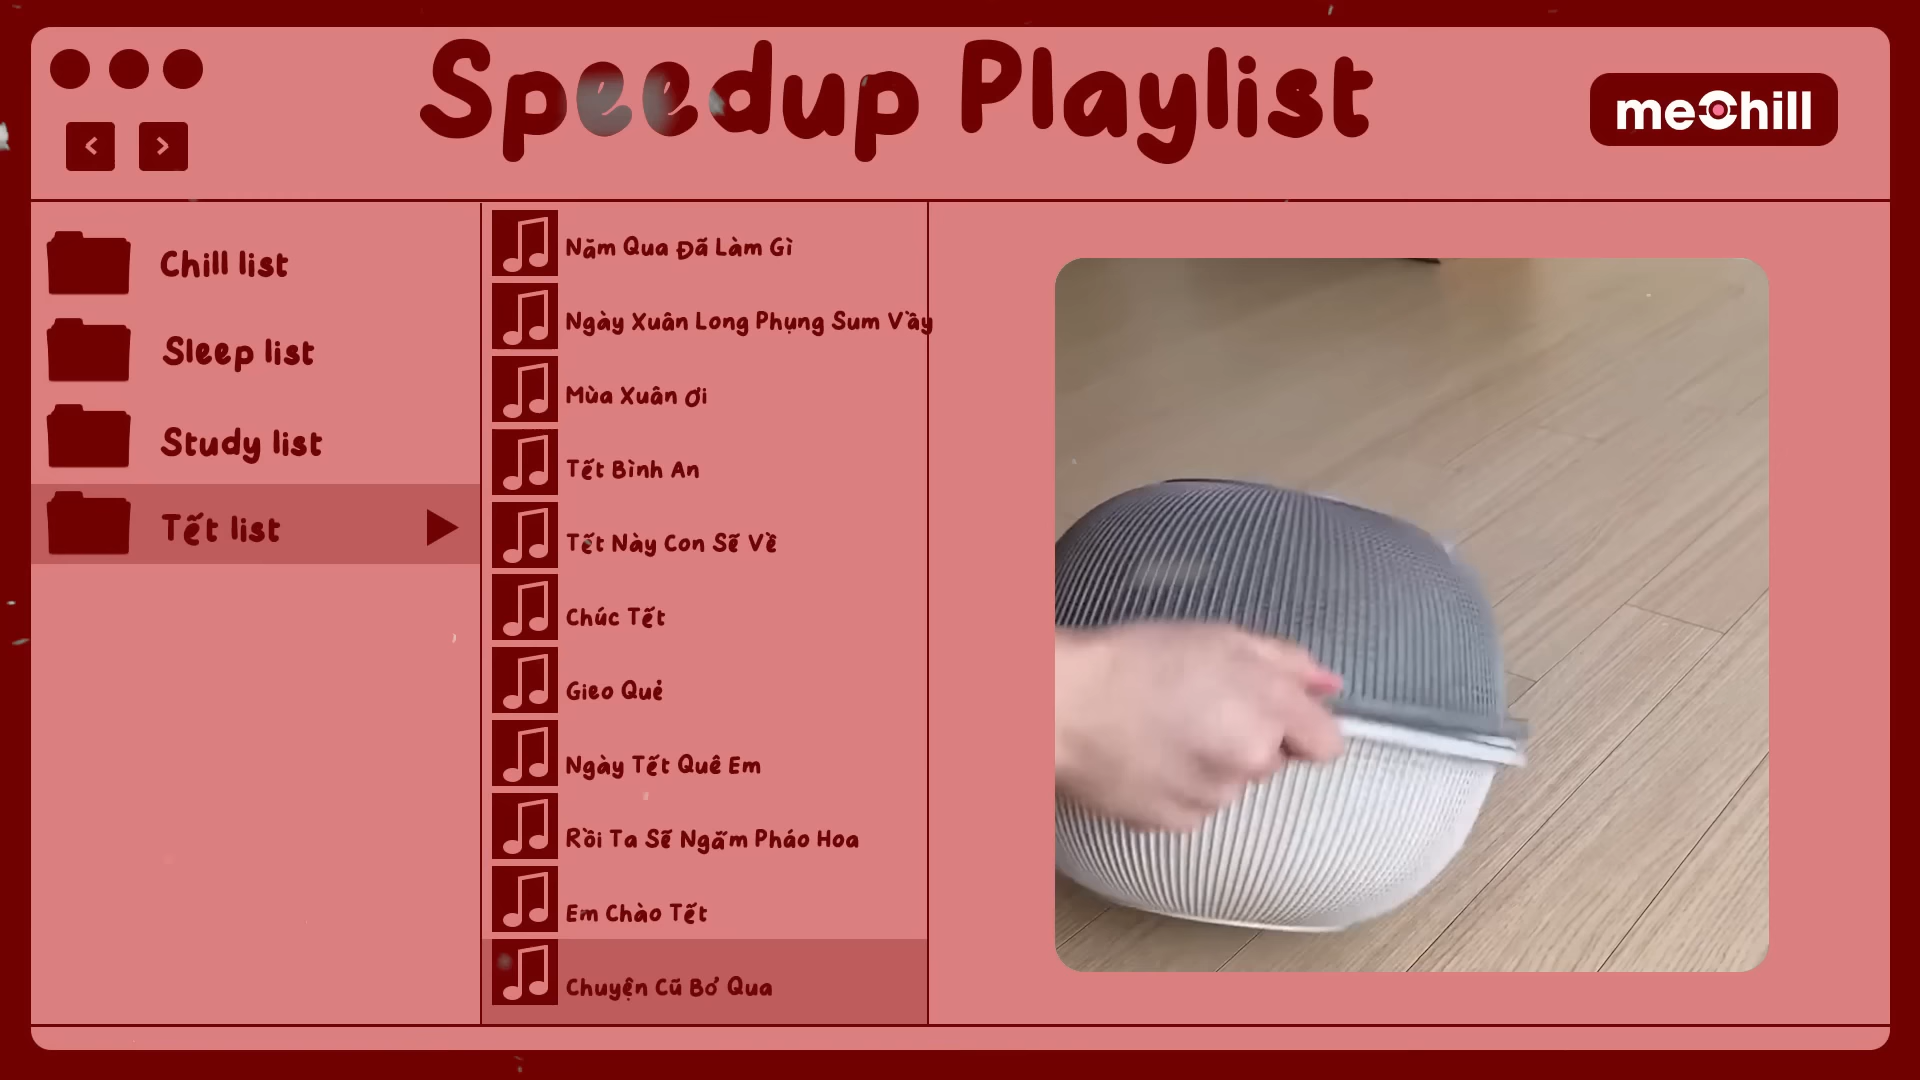 Speedup Playlist
mechill
Chill list
Sleep list
Study list
Tết list
Năm Qua Đã Làm Gì
Ngày Xuân Long Phụng Sum Vầy
Mùa Xuân ơi
Tết Bình An
Tết Này Con Sẽ Về
Chúc Tết
Gieo Quẻ
Ngày Tết Quê Em
Rồi Ta Sẽ Ngắm Pháo Hoa
Em Chào Tết
Chuyện Cũ Bỏ Qua